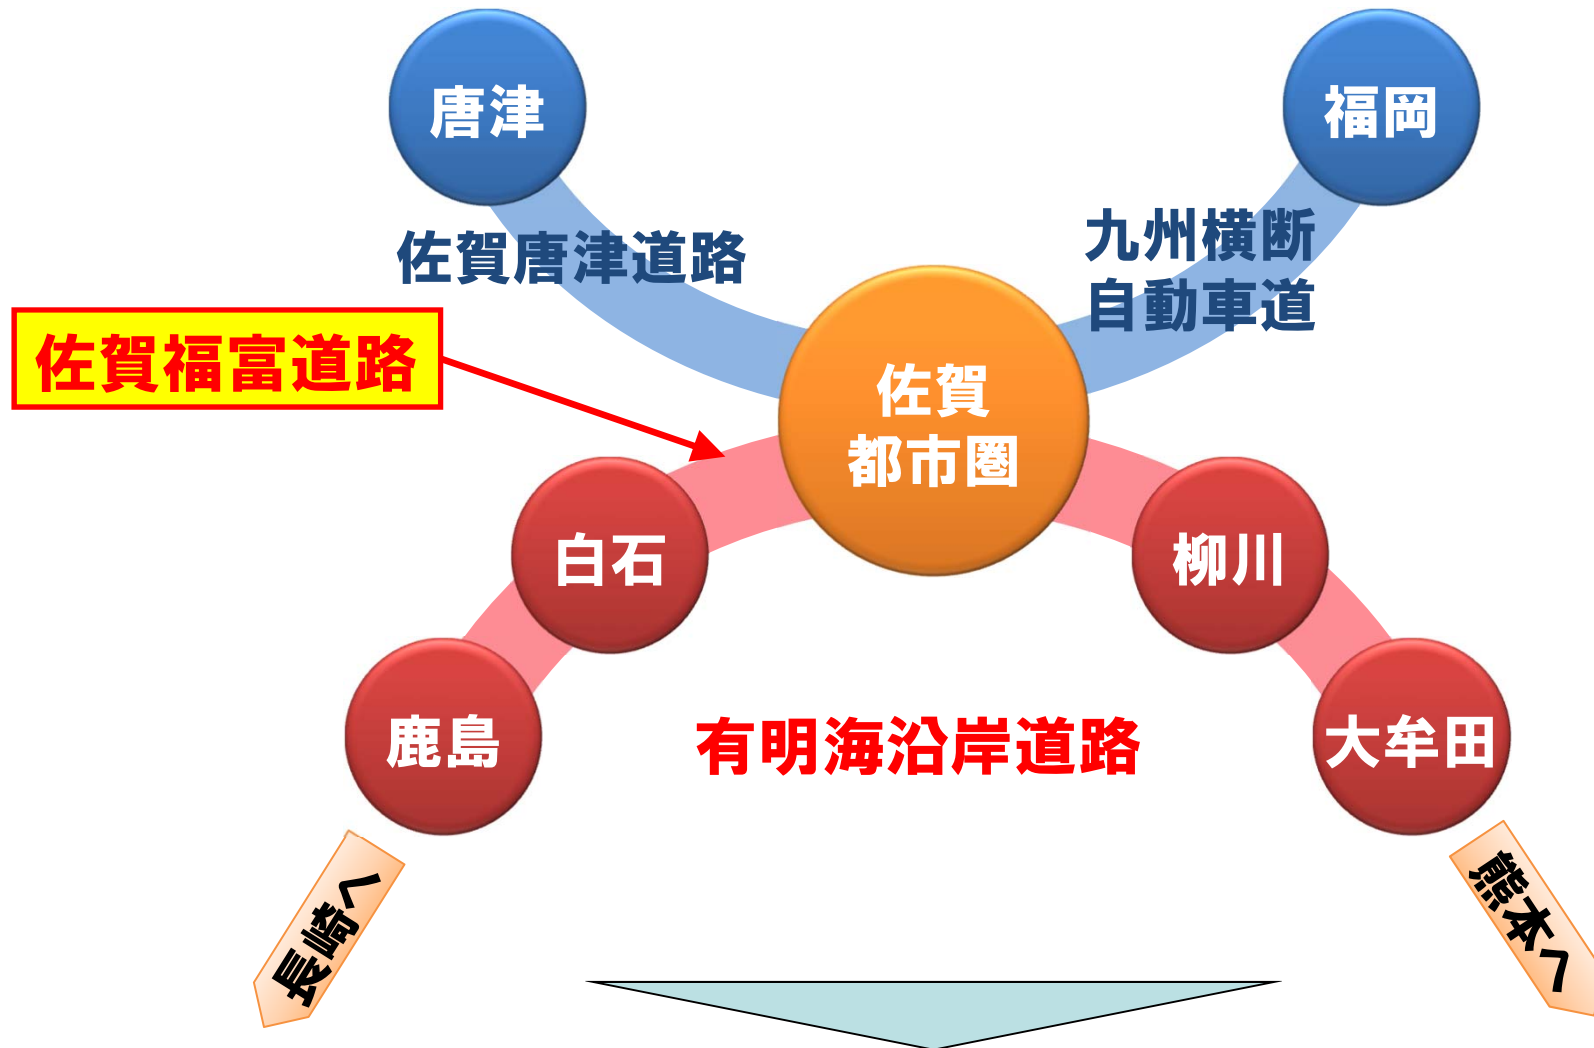 唐津
福岡
佐賀唐津道路
九州横断
自動車道
佐賀福富道路
佐賀
都市圏
白石
柳川
鹿島
有明海沿岸道路
大牟田
長崎へ
熊本へ